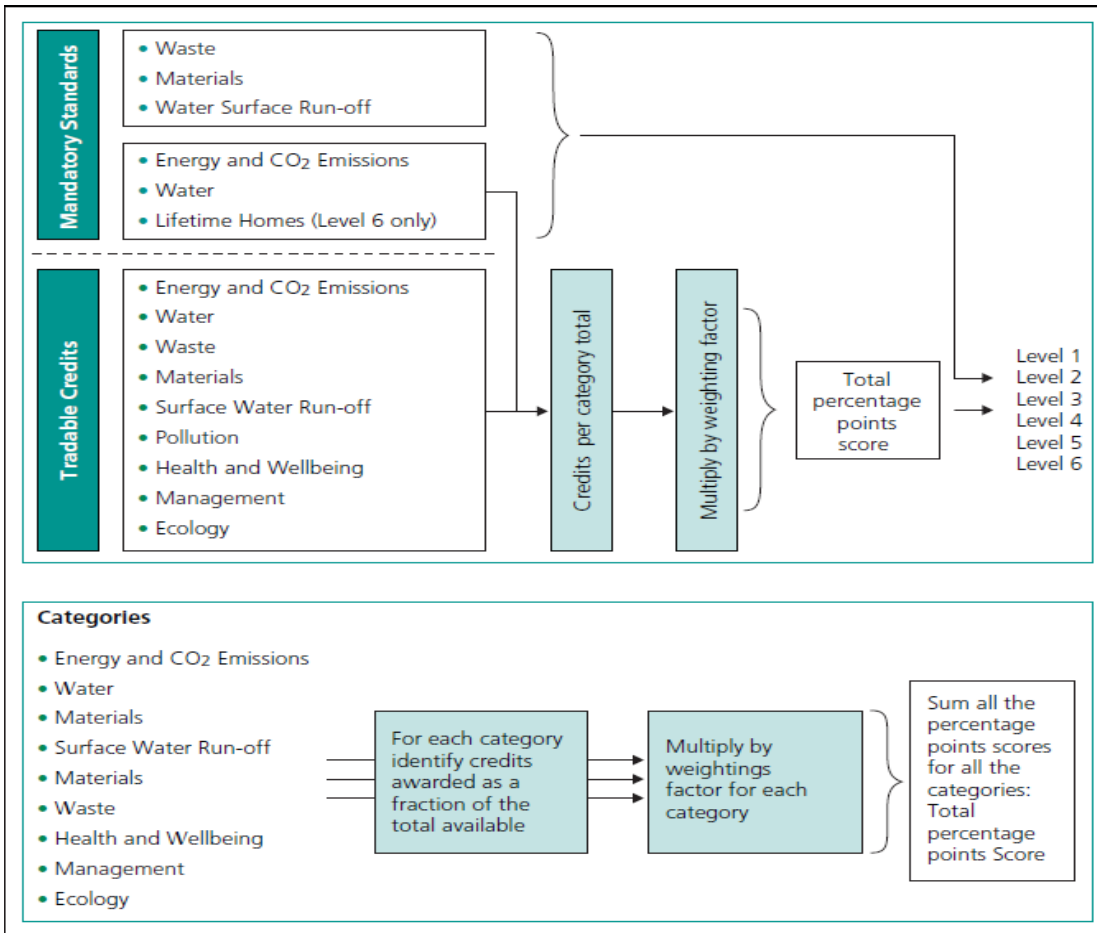 Mandatory Standards
• Waste
• Materials
• Water Surface Run-off
• Energy and CO2 Emissions
• Water
• Lifetime Homes (Level 6 only)
Tradable Credits
• Energy and CO2 Emissions
• Water
• Waste
• Materials
• Surface Water Run-off
• Pollution
• Health and Wellbeing
• Management
• Ecology
Credits per category total
Multiply by weighting factor
Total
percentage
points
score
Level 1
Level 2
Level 3
Level 4
Level 5
Level 6
Categories
• Energy and CO2 Emissions
• Water
• Materials
• Surface Water Run-off
• Materials
• Waste
• Health and Wellbeing
• Management
• Ecology
For each category
identify credits
awarded as a
fraction of the
total available
Multiply by
weightings
factor for each
category
Sum all the
percentage
points scores
for all the
categories:
Total
percentage
points Score